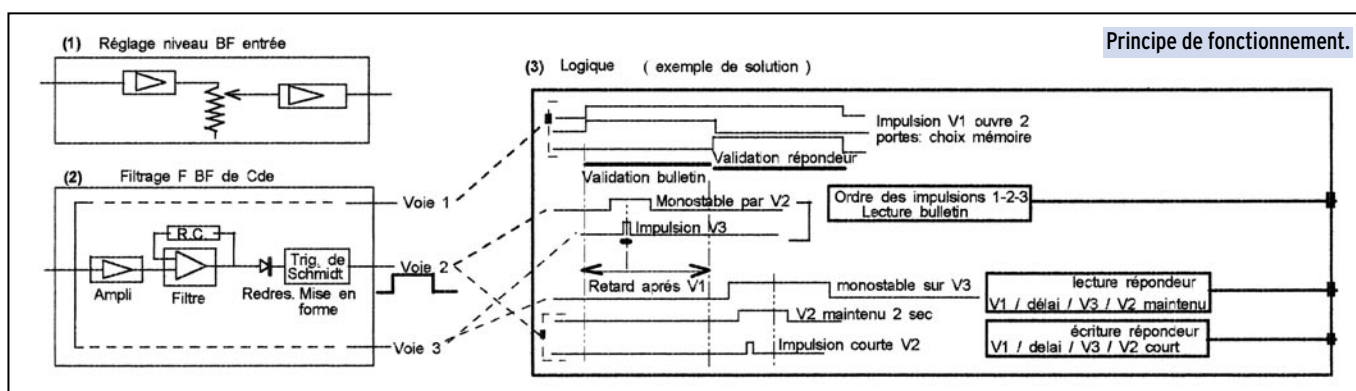 Principe de fonctionnement.
(1) Réglage niveau BF entrée
(2) Filtrage F BF de Cde
Voie 1
R.C.
Trig. de
Schmidt
Voie 2
Ampli
Filtre
Redres. Mise en
forme
Voie 3
(3) Logique ( exemple de solution )
Impulsion V1 ouvre 2
portes: choix mémoire
Validation répondeur
Validation bulletin
Monostable par V2
Ordre des impulsions 1-2-3
Lecture bulletin
Impulsion V3
Retard aprés V1
monostable sur V3
lecture répondeur
V1 / délai / V3 / V2 maintenu
V2 maintenu 2 sec
écriture répondeur
V1 / delai / V3 / V2 court
Impulsion courte V2